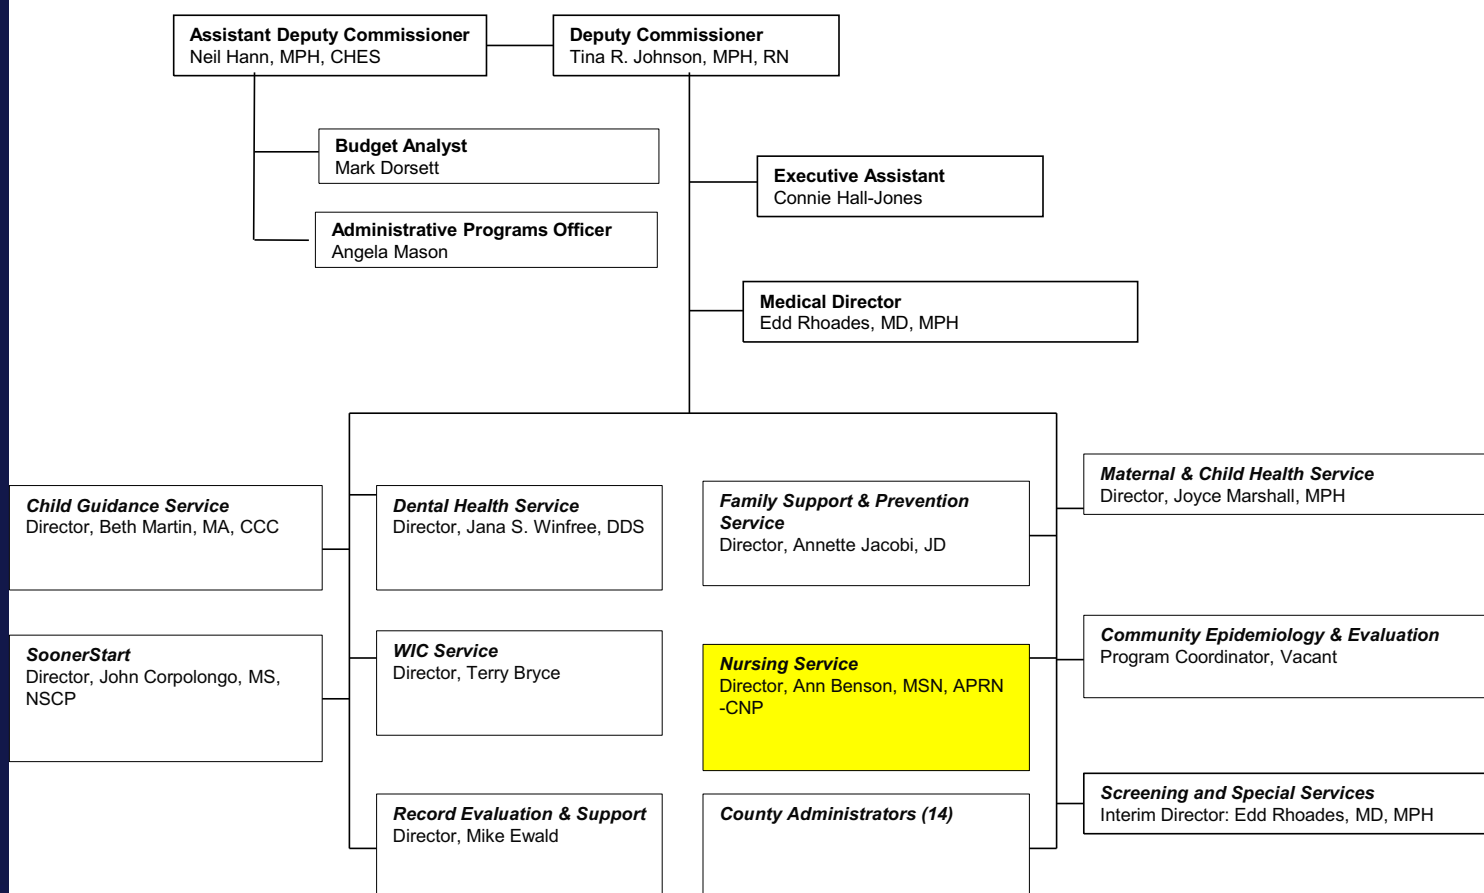 Assistant Deputy Commissioner
Neil Hann, MPH, CHES
Deputy Commissioner
Tina R. Johnson, MPH, RN
Budget Analyst
Mark Dorsett
Executive Assistant
Connie Hall-Jones
Administrative Programs Officer
Angela Mason
Medical Director
Edd Rhoades, MD, MPH
Child Guidance Service
Director, Beth Martin, MA, CCC
Dental Health Service
Director, Jana S. Winfree, DDS
Family Support & Prevention
Service
Director, Annette Jacobi, JD
Maternal & Child Health Service
Director, Joyce Marshall, MPH
SoonerStart
Director, John Corpolongo, MS,
NSCP
WIC Service
Director, Terry Bryce
Nursing Service
Director, Ann Benson, MSN, APRN
-CNP
Community Epidemiology & Evaluation
Program Coordinator, Vacant
Record Evaluation & Support
Director, Mike Ewald
County Administrators (14)
Screening and Special Services
Interim Director: Edd Rhoades, MD, MPH